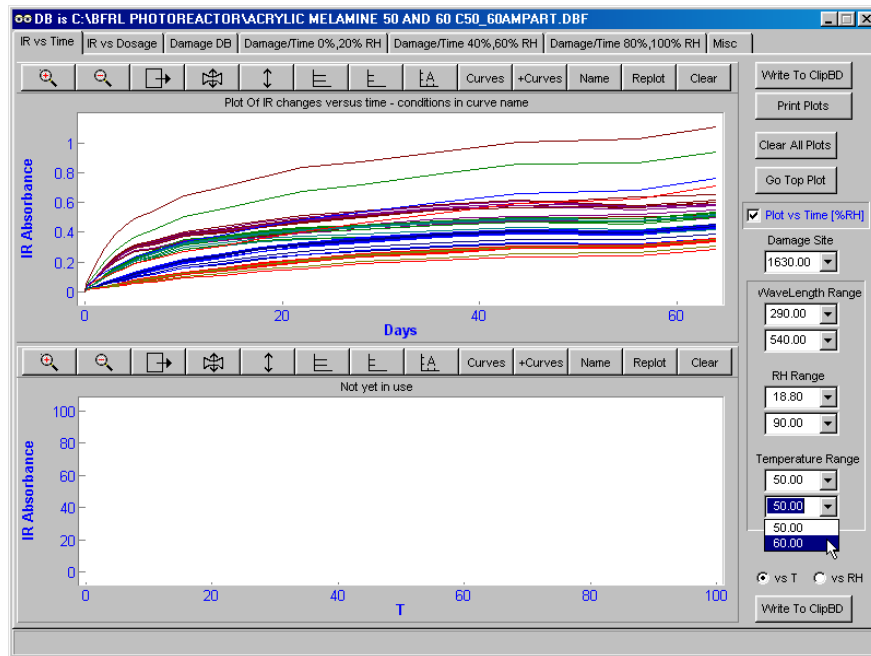 DB is C:\BFRL PHOTOREACTOR\ACRYLIC MELAMINE 50 AND 60 C50_60AMPART.DBF
IR vs Time IR vs Dosage Damage DB Damage/Time 0%,20% RH Damage/Time 40%,60% RH Damage/Time 80%,100% RH Misc
Curves +Curves Name Replot Clear
Plot Of IR changes versus time - conditions in curve name
IR Absorbance
1
0.8
0.6
0.4
0.2
0
0 20 40 60
Days
Curves +Curves Name Replot Clear
Not yet in use
IR Absorbance
100
80
60
40
20
0
0 20 40 60 80 100
T
Write To ClipBD
Print Plots
Clear All Plots
Go Top Plot
Plot vs Time [%RH]
Damage Site
1630.00
WaveLength Range
290.00
540.00
RH Range
18.80
90.00
Temperature Range
50.00
50.00
50.00
60.00
vs T vs RH
Write To ClipBD